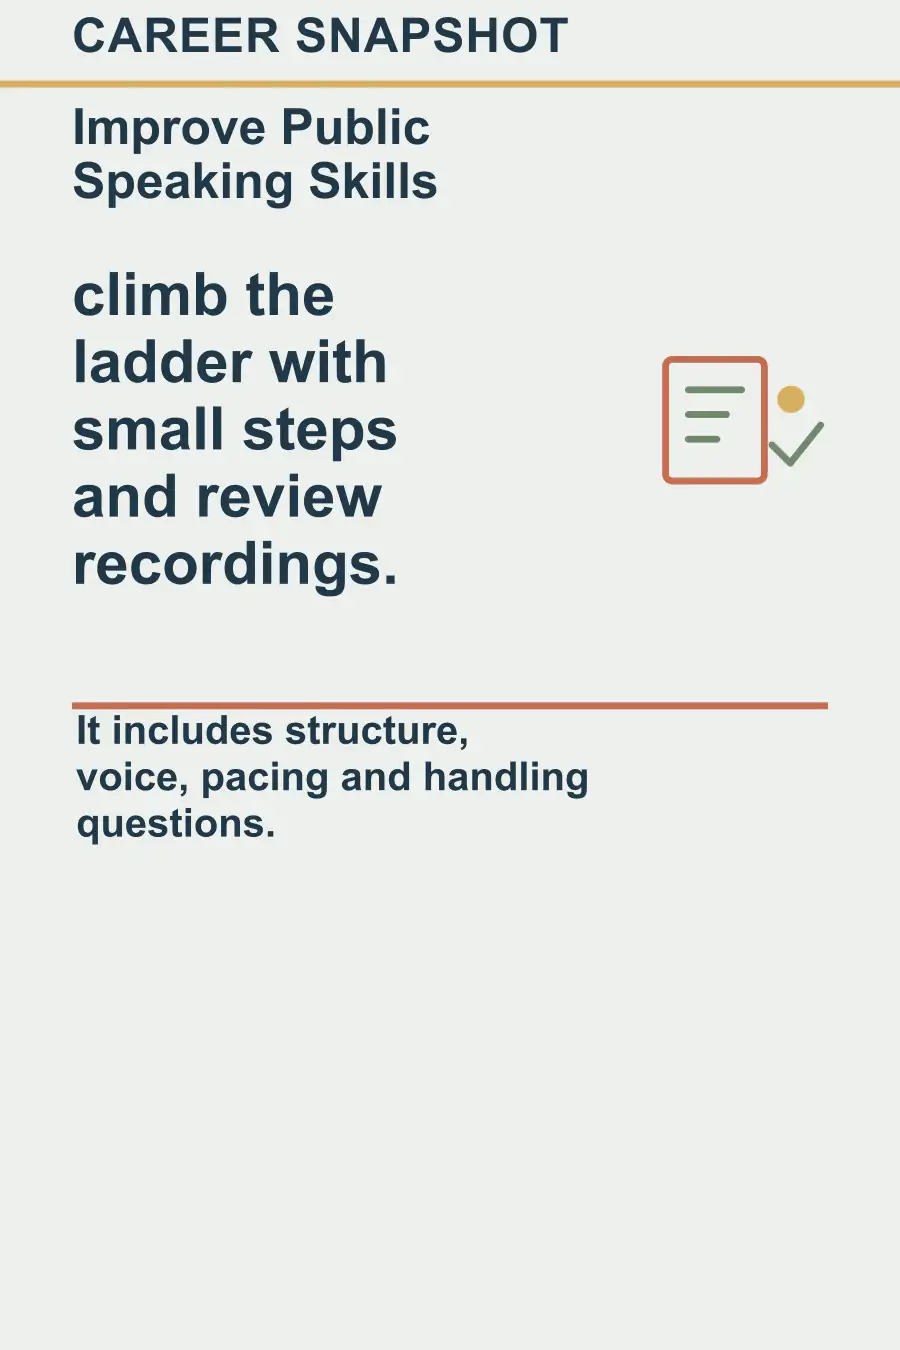 CAREER SNAPSHOT
Improve Public
Speaking Skills
climb the
ladder with
small steps
and review
recordings.
It includes structure,
voice, pacing and handling
questions.